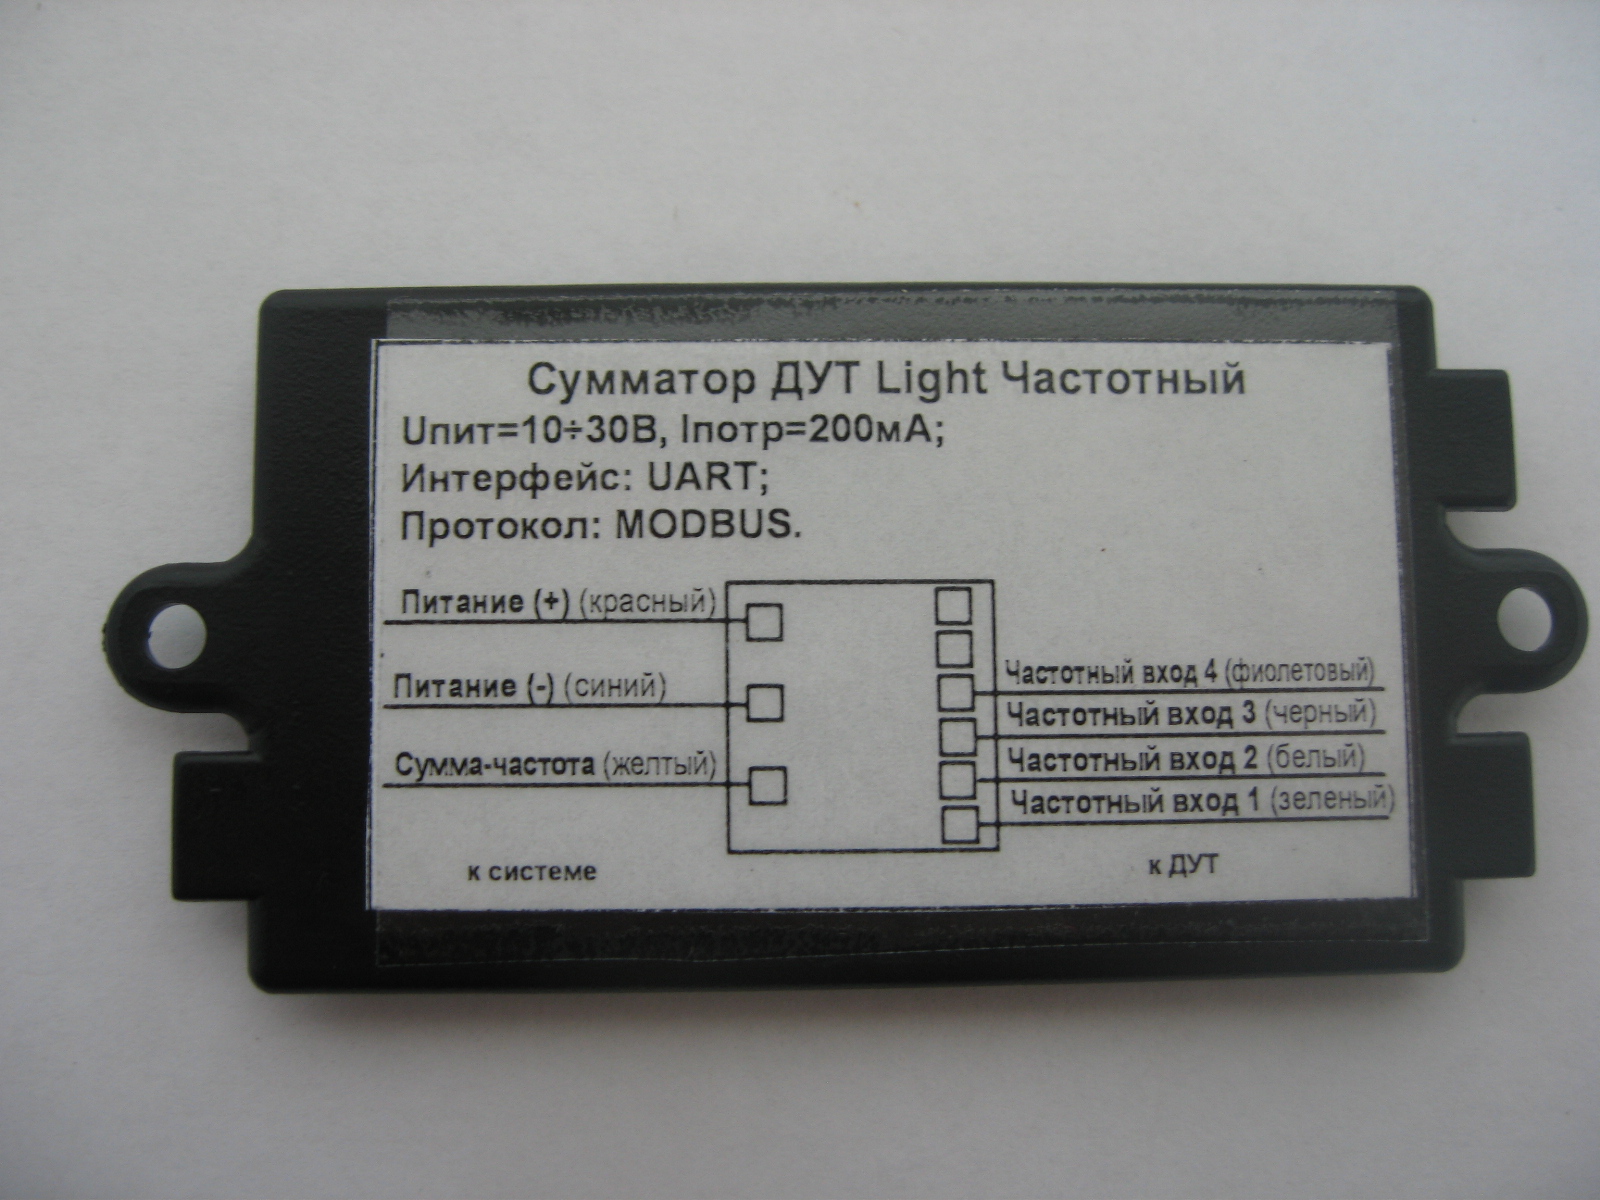 Сумматор ДУТ Light Частотный
Uпит=10÷30В, Iпотр=200мА;
Интерфейс: UART;
Протокол: MODBUS.
Питание (+) (красный)
Питание (-) (синий)
Сумма-частота (желтый)
к системе
Частотный вход 4 (фиолетовый)
Частотный вход 3 (черный)
Частотный вход 2 (белый)
Частотный вход 1 (зеленый)
к ДУТ